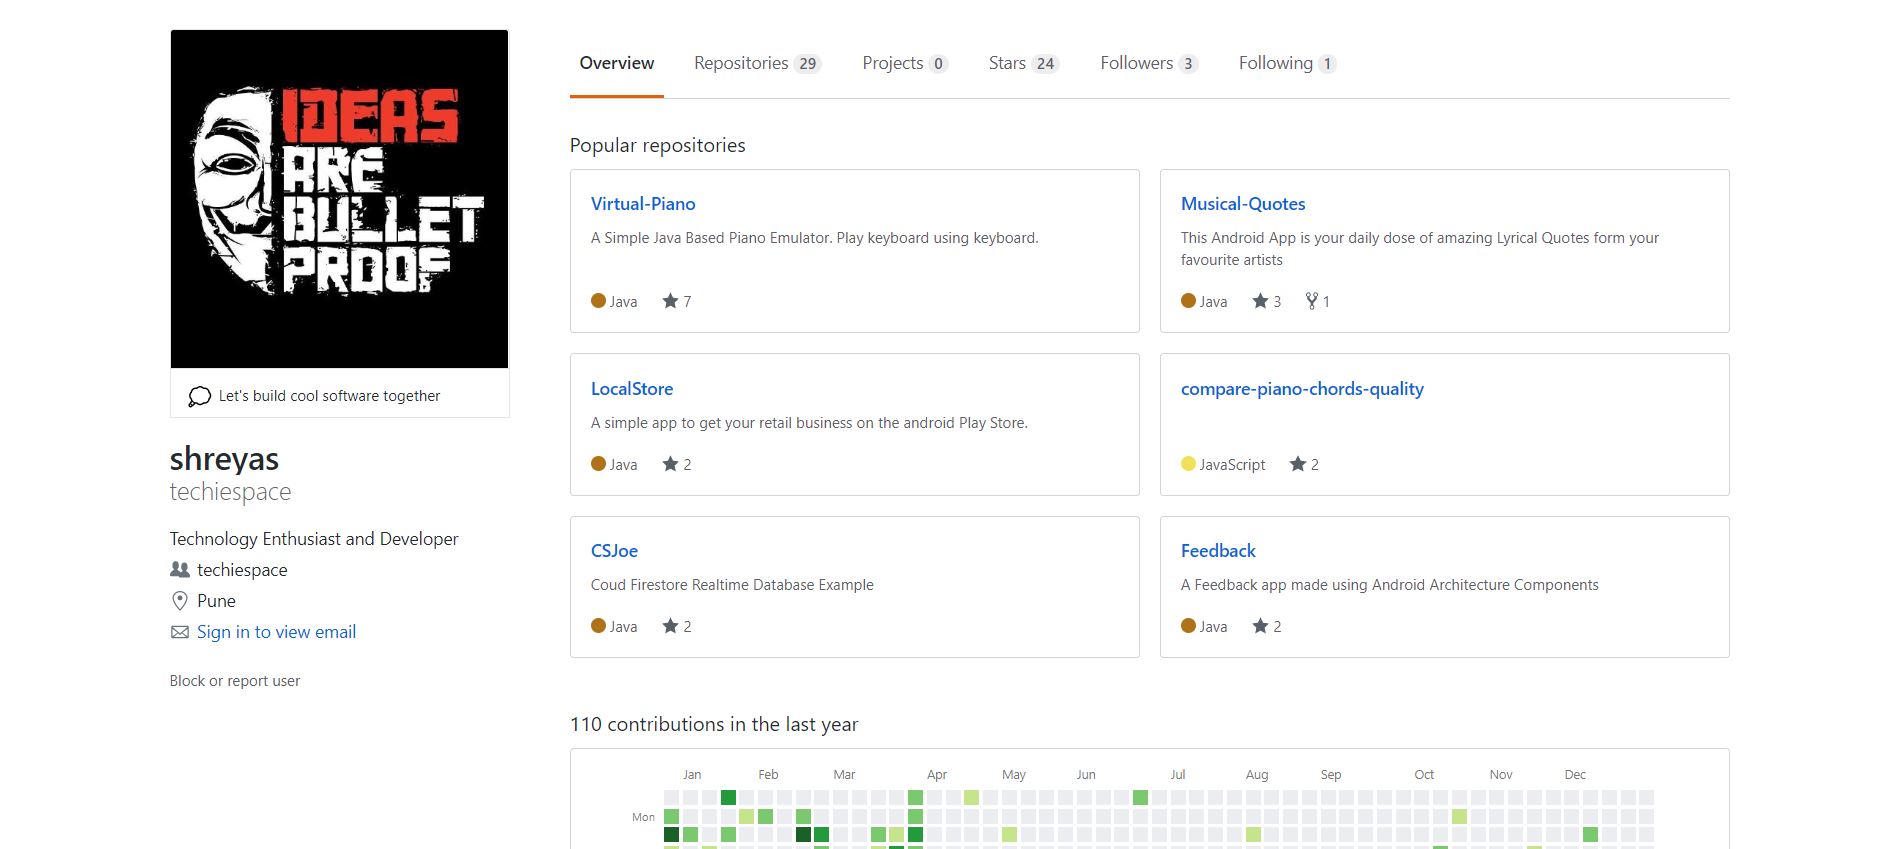 IDEAS
ARE
BULLET
PROOF
Let's build cool software together
shreyas
techiespace
Technology Enthusiast and Developer
techiespace
Pune
Sign in to view email
Block or report user
Overview Repositories 29 Projects 0 Stars 24 Followers 3 Following 1
Popular repositories
Virtual-Piano
A Simple Java Based Piano Emulator. Play keyboard using keyboard.
Java 7
Musical-Quotes
This Android App is your daily dose of amazing Lyrical Quotes form your
favourite artists
Java 3 1
LocalStore
A simple app to get your retail business on the android Play Store.
Java 2
compare-piano-chords-quality
JavaScript 2
CSJoe
Coud Firestore Realtime Database Example
Java 2
Feedback
A Feedback app made using Android Architecture Components
Java 2
110 contributions in the last year
Jan Feb Mar Apr May Jun Jul Aug Sep Oct Nov Dec
Mon